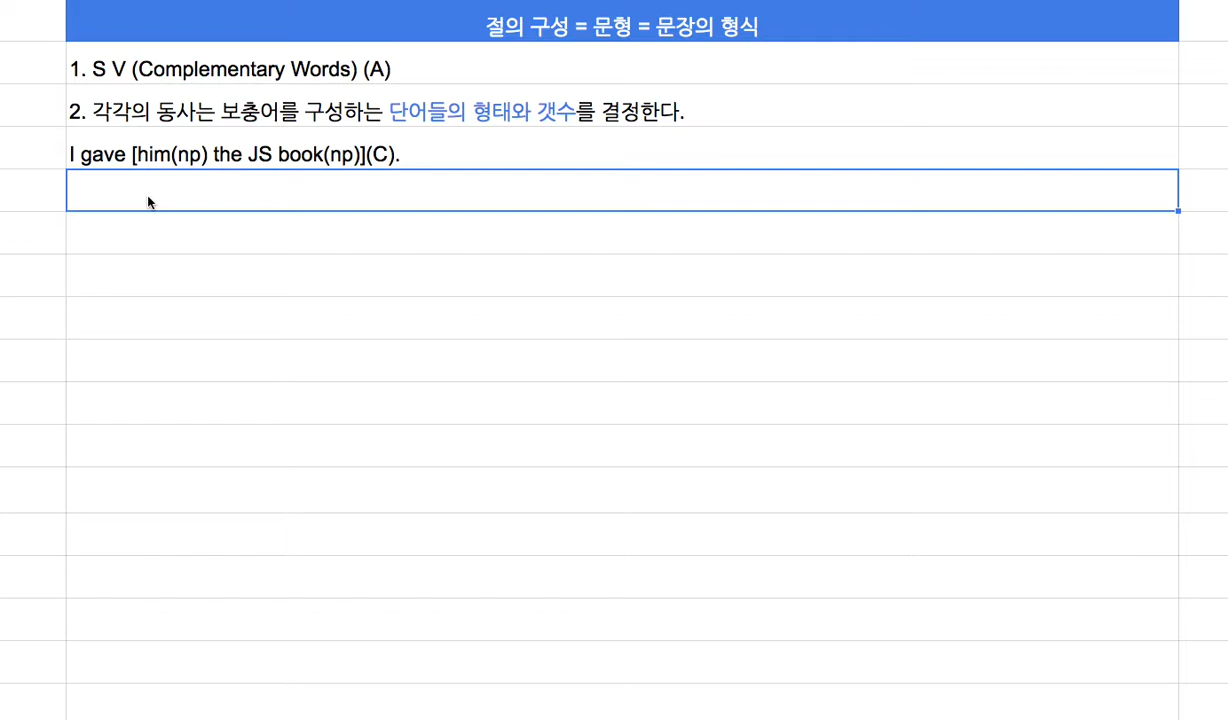 절의 구성 = 문형 = 문장의 형식
1. S V (Complementary Words) (A)
2. 각각의 동사는 보충어를 구성하는 단어들의 형태와 갯수를 결정한다.
I gave [him(np) the JS book(np)](C).